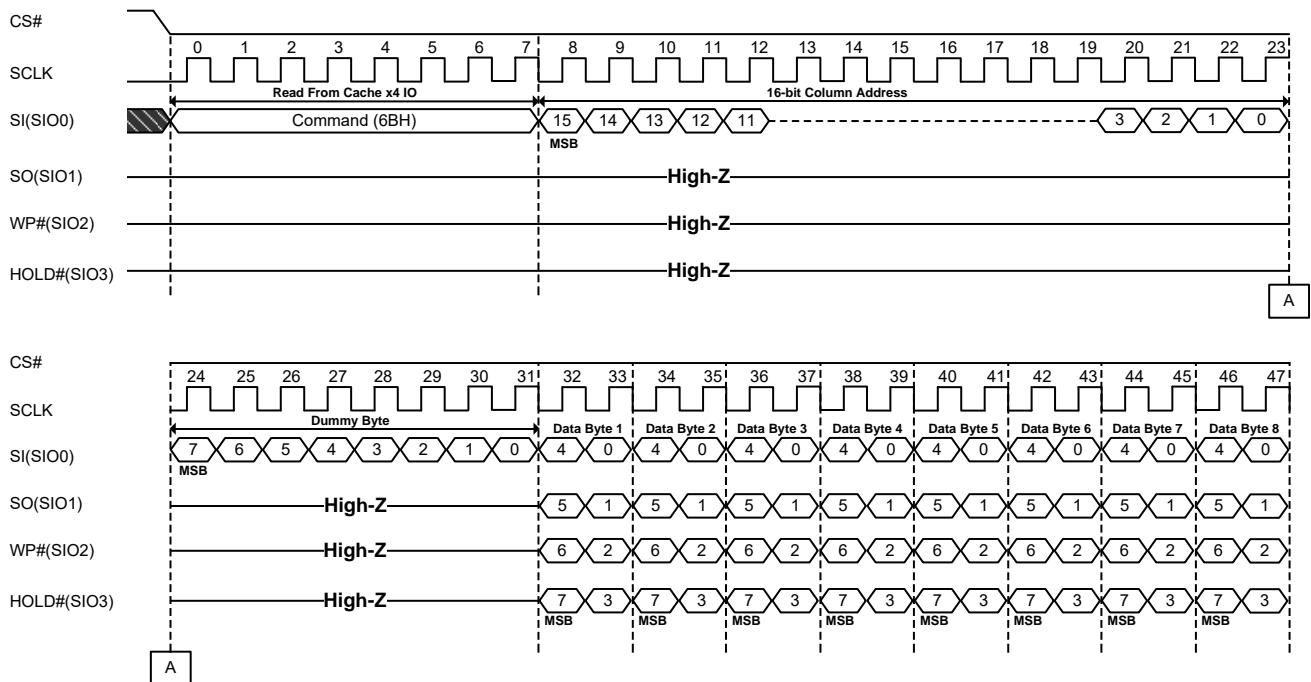 CS#
0 1 2 3 4 5 6 7 8 9 10 11 12 13 14 15 16 17 18 19 20 21 22 23
SCLK
Read From Cache x4 IO 16-bit Column Address
SI(SIO0) Command (6BH) 15 14 13 12 11 3 2 1 0
MSB
SO(SIO1) High-Z
WP#(SIO2) High-Z
HOLD#(SIO3) High-Z
A
CS#
24 25 26 27 28 29 30 31 32 33 34 35 36 37 38 39 40 41 42 43 44 45 46 47
SCLK
Dummy Byte Data Byte 1 Data Byte 2 Data Byte 3 Data Byte 4 Data Byte 5 Data Byte 6 Data Byte 7 Data Byte 8
SI(SIO0) 7 6 5 4 3 2 1 0 4 0 4 0 4 0 4 0 4 0 4 0 4 0 4 0
MSB
SO(SIO1) High-Z 5 1 5 1 5 1 5 1 5 1 5 1 5 1 5 1
WP#(SIO2) High-Z 6 2 6 2 6 2 6 2 6 2 6 2 6 2 6 2
HOLD#(SIO3) High-Z 7 3 7 3 7 3 7 3 7 3 7 3 7 3 7 3
MSB MSB MSB MSB MSB MSB MSB MSB
A